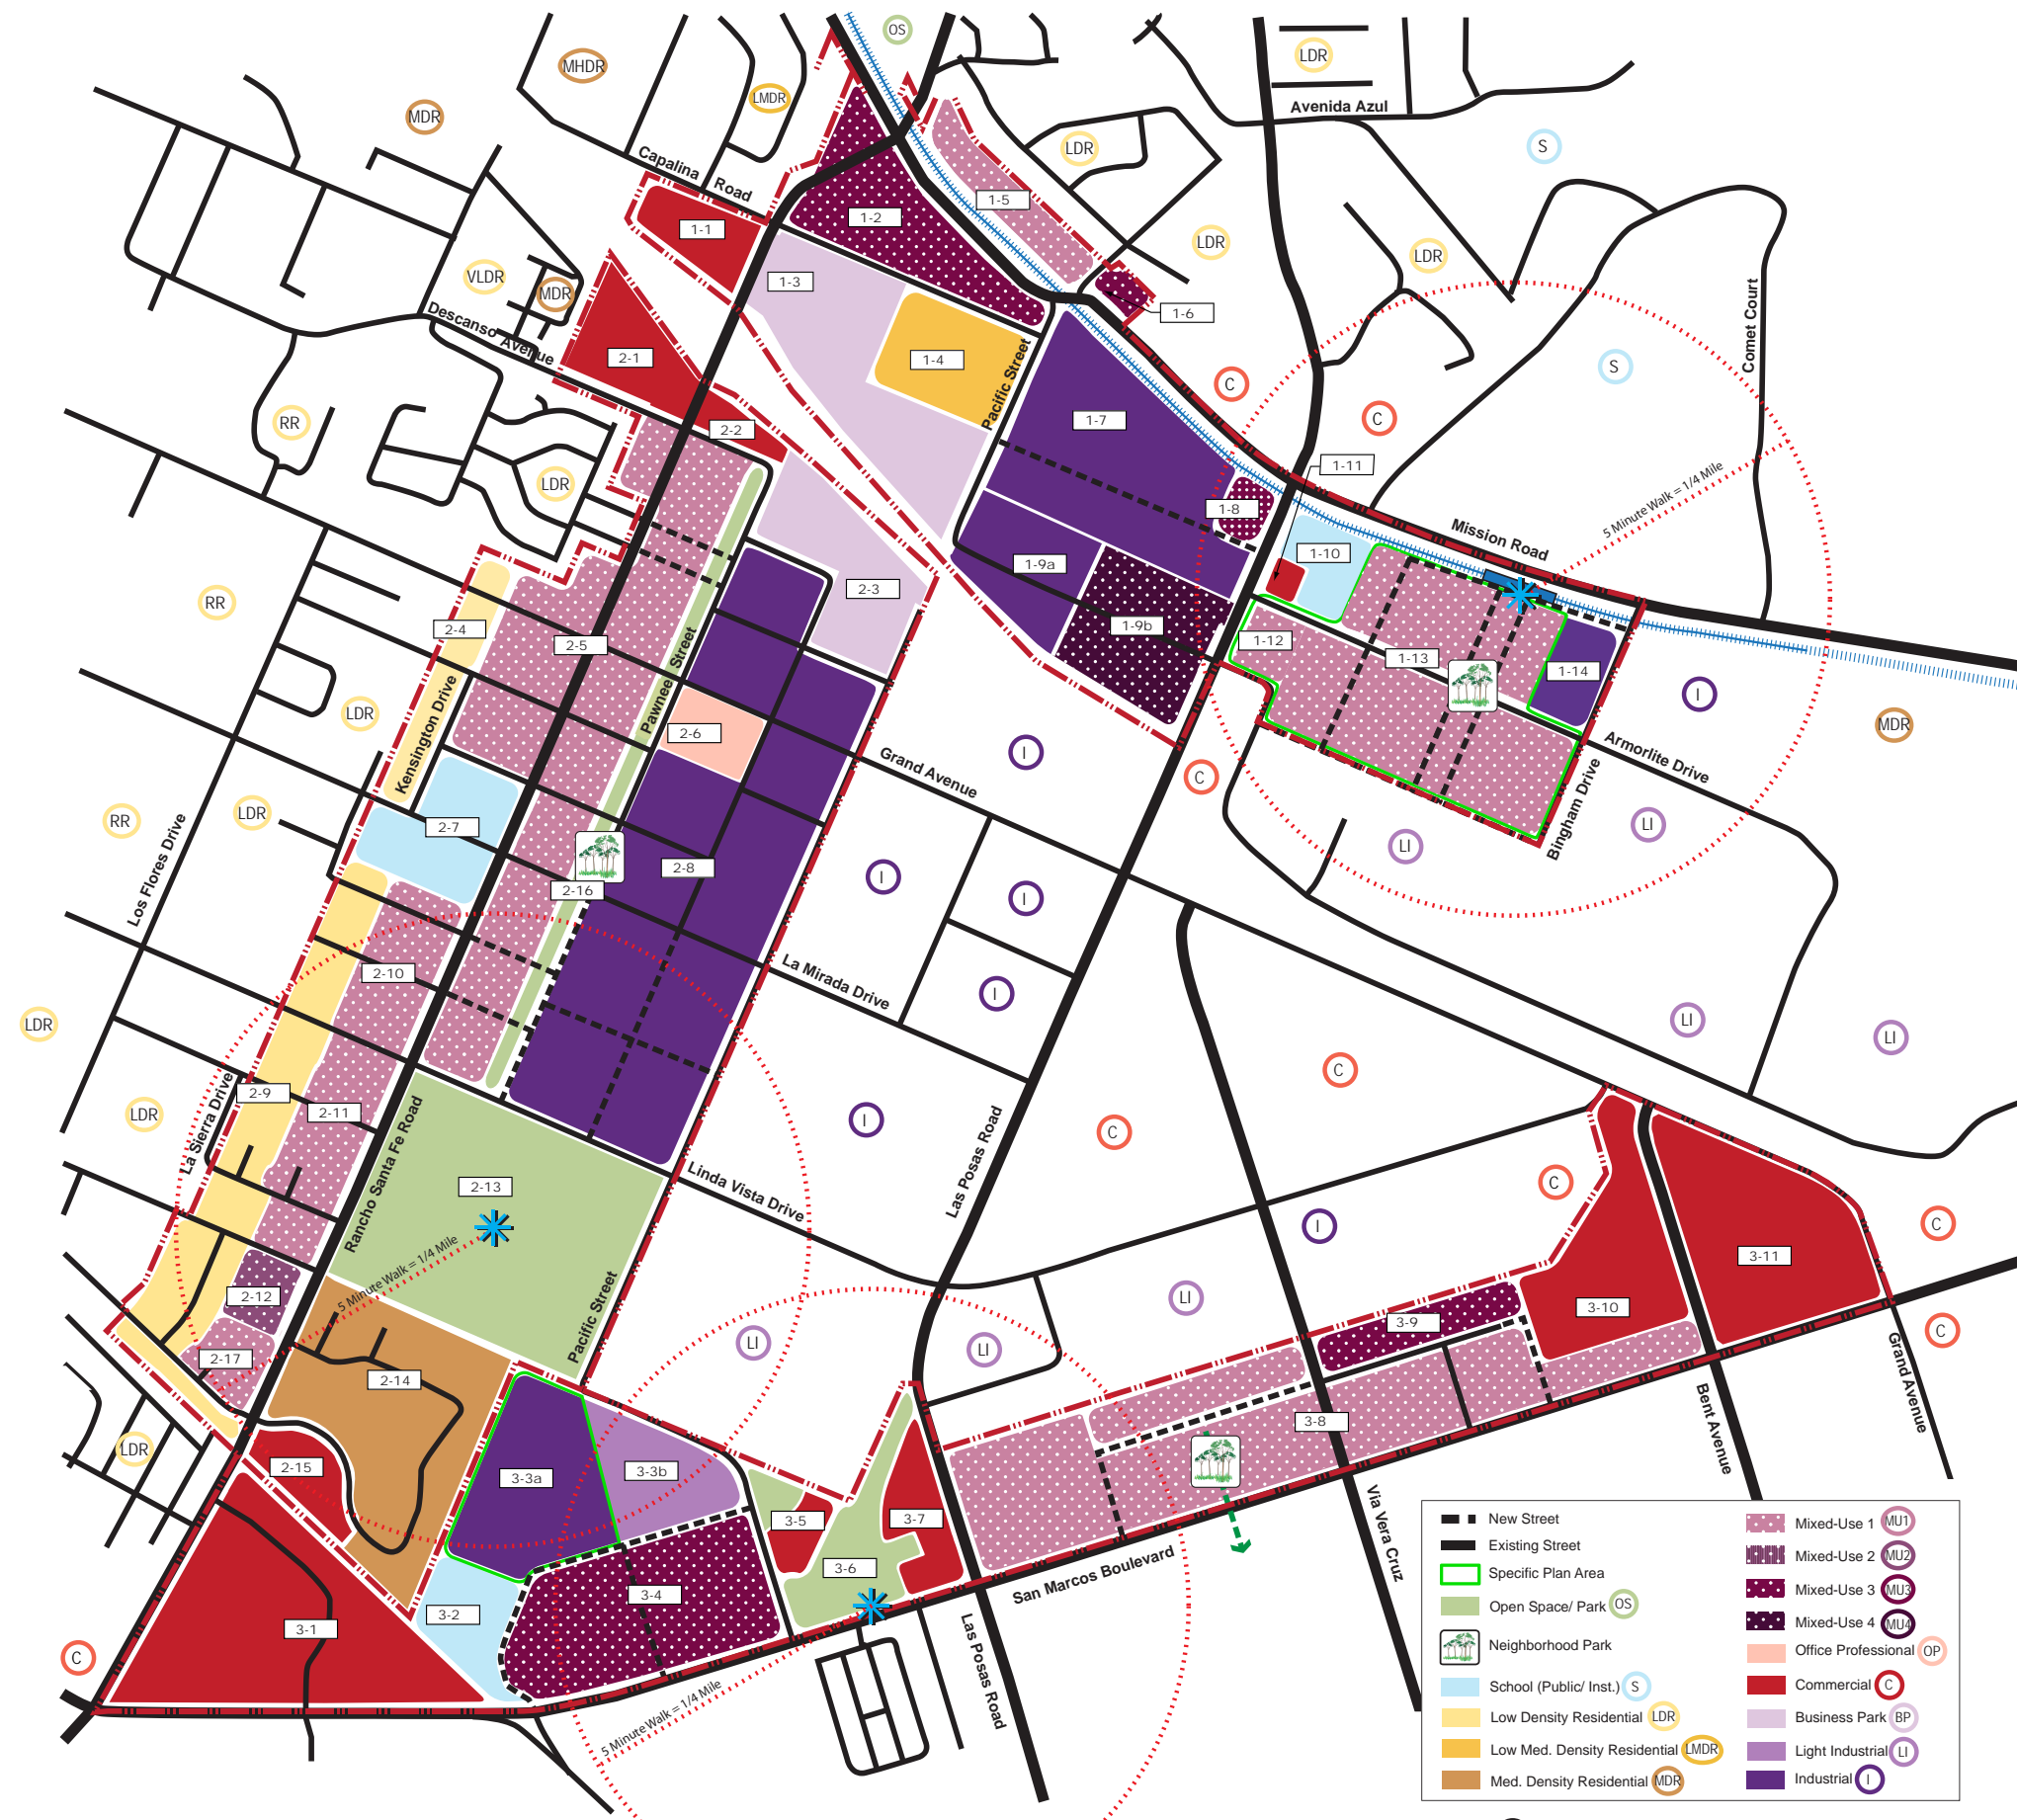 OS
MHDR
LDR
LMDR
MDR
Avenida Azul
S
LDR
Capalina
Road
1-5
1-2
1-1
LDR
LDR
VLDR
1-3
MDR
1-6
Descanso
Avenue
2-1
1-4
Pacific Street
Comet Court
S
C
C
1-7
RR
2-2
1-11
5 Minute Walk = 1/4 Mile
LDR
1-8
Mission Road
1-10
1-9a
2-3
RR
2-4
1-9b
2-5
1-12
1-13
1-14
Pawnee Street
I
LDR
Kensington Drive
2-6
MDR
Grand Avenue
I
Armorlite Drive
C
Bingham Drive
RR
LDR
2-7
LI
LI
Los Flores Drive
2-8
I
2-16
I
2-10
La Mirada Drive
I
LDR
LI
LI
C
La Sierra Drive
2-9
2-11
LDR
I
C
Rancho Santa Fe Road
Las Posas Road
2-13
Linda Vista Drive
C
I
C
5 Minute Walk = 1/4 Mile
3-11
2-12
LI
3-10
Pacific Street
3-9
C
LI
LI
2-17
Grand Avenue
2-14
3-8
Bent Avenue
LDR
2-15
3-3a
3-3b
3-5
3-7
Via Vera Cruz
3-6
San Marcos Boulevard
3-4
3-2
3-1
C
Las Posas Road
5 Minute Walk = 1/4 Mile
New Street
Existing Street
Specific Plan Area
Open Space/ Park OS
Neighborhood Park
School (Public/ Inst.) S
Low Density Residential LDR
Low Med. Density Residential LMDR
Med. Density Residential MDR
Mixed-Use 1 MU1
Mixed-Use 2 MU2
Mixed-Use 3 MU3
Mixed-Use 4 MU4
Office Professional OP
Commercial C
Business Park BP
Light Industrial LI
Industrial I